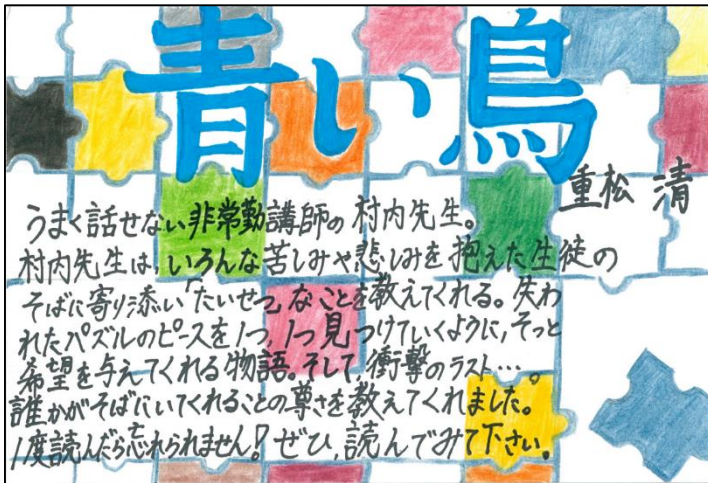 青い鳥
重松 清
うまく話せない非常勤講師の村内先生。
村内先生は、いろんな苦しみや悲しみを抱えた生徒の
そばに寄り添い「たいせつ」なことを教えてくれる。失わ
れたパズルのピースを1つ、1つ見つけていくように、そっと
希望を与えてくれる物語。そして、衝撃のラスト…。
誰かがそばにいてくれることの尊さを教えてくれました。
1度読んだら忘れられません!ぜひ、読んでみて下さい。